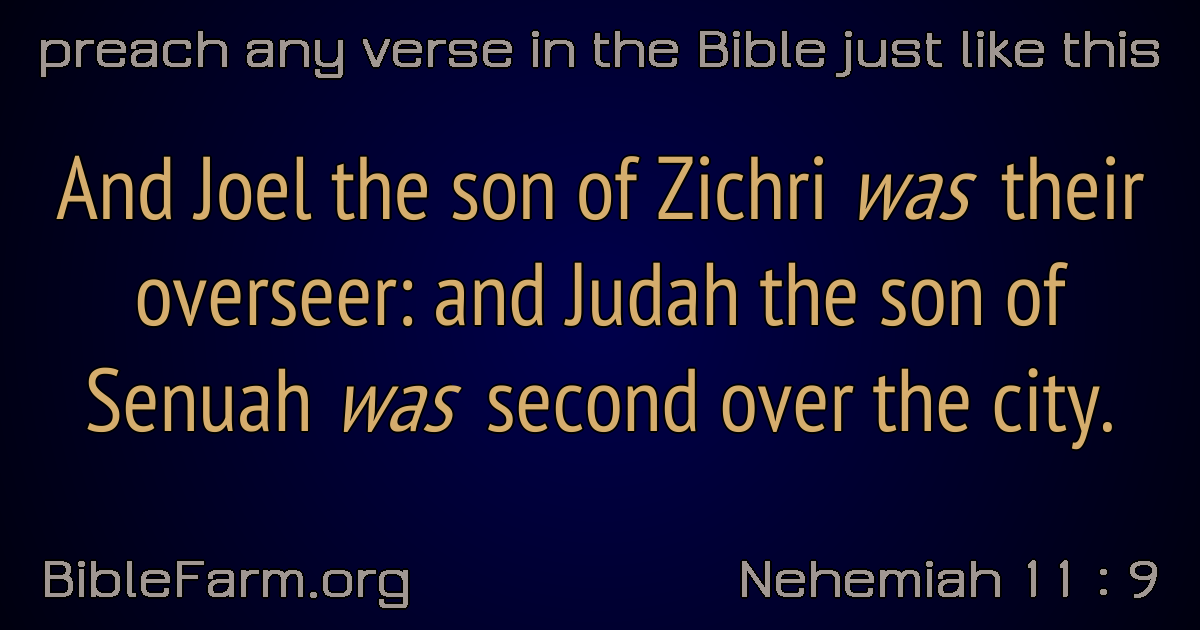 preach any verse in the Bible just like this
And Joel the son of Zichri was their
overseer: and Judah the son of
Senuah was second over the city.
BibleFarm.org
Nehemiah 11 : 9